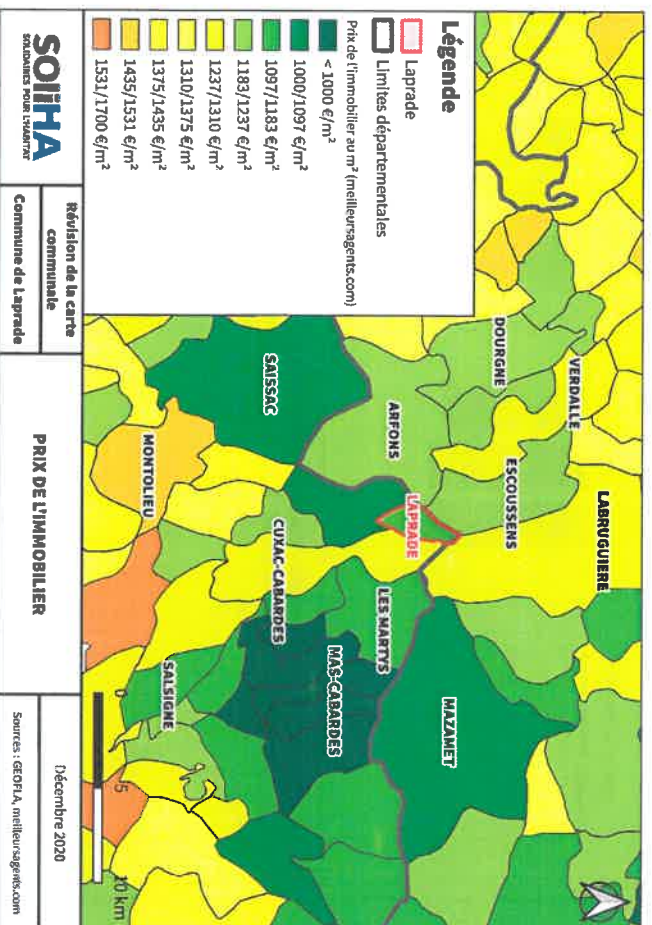 Légende
Laprade
Limites départementales
Prix de l'immobilier au m² (meilleursagents.com)
< 1000 €/m²
1000/1097 €/m²
1097/1183 €/m²
1183/1237 €/m²
1237/1310 €/m²
1310/1375 €/m²
1375/1435 €/m²
1435/1531 €/m²
1531/1700 €/m²
LABRUGUIERE
VERDALLE
ESCOUSSENS
DOURGNE
MAZAMET
ARFONS
LAPRADE
LES MARTYS
MAS-CABARDES
SAISSAC
CUXAC-CABARDES
SALSIGNE
MONTOLIEU
0 5 10 km
SOliHA
SOLIDAIRES POUR L'HABITAT
Révision de la carte
communale
Commune de Laprade
PRIX DE L'IMMOBILIER
Décembre 2020
Sources : GEOFLA, meilleursagents.com